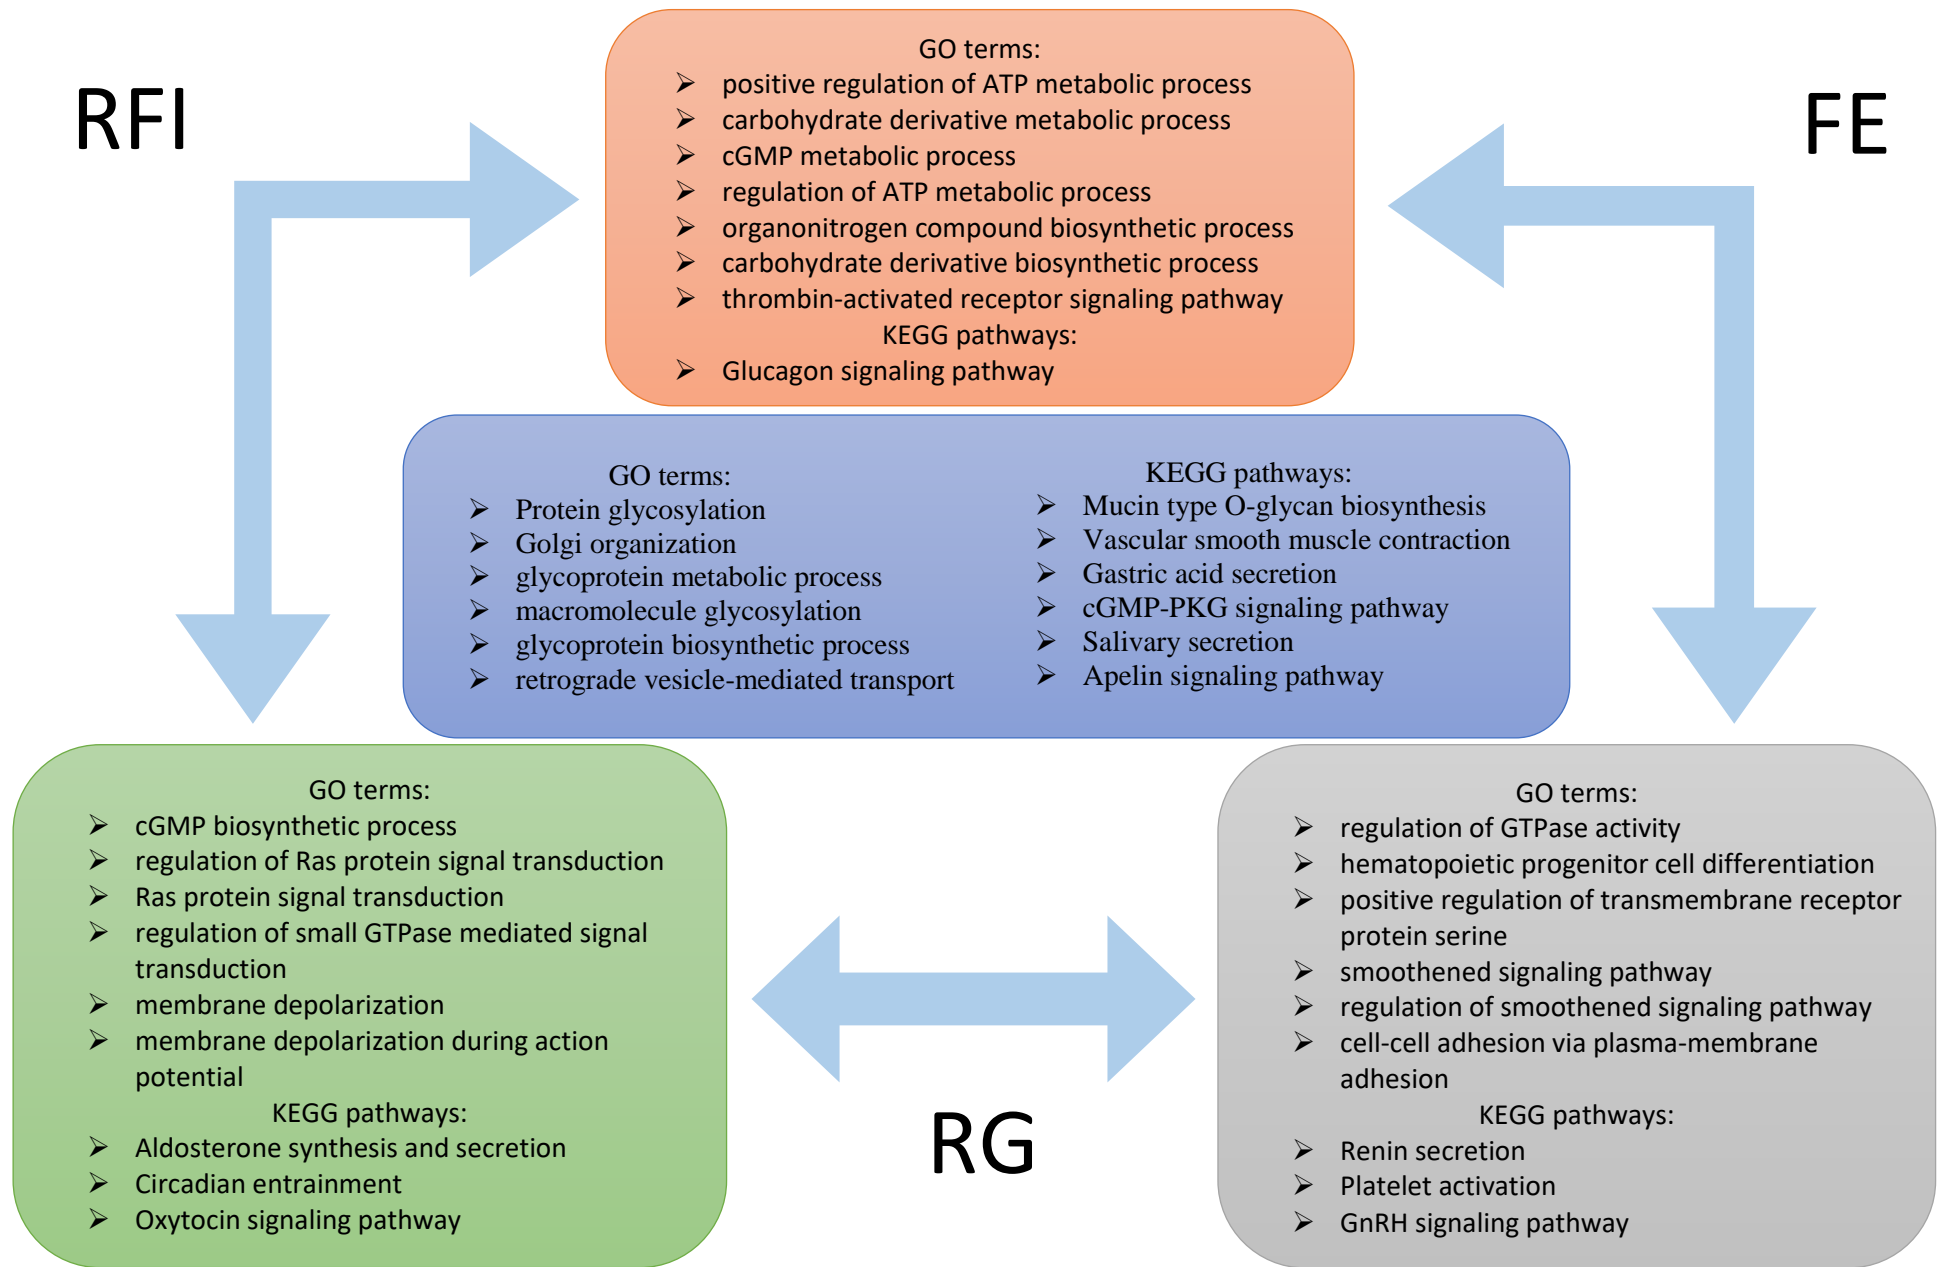 RFI
FE
GO terms:
➢ positive regulation of ATP metabolic process
➢ carbohydrate derivative metabolic process
➢ cGMP metabolic process
➢ regulation of ATP metabolic process
➢ organonitrogen compound biosynthetic process
➢ carbohydrate derivative biosynthetic process
➢ thrombin-activated receptor signaling pathway
KEGG pathways:
➢ Glucagon signaling pathway
GO terms:
➢ Protein glycosylation
➢ Golgi organization
➢ glycoprotein metabolic process
➢ macromolecule glycosylation
➢ glycoprotein biosynthetic process
➢ retrograde vesicle-mediated transport
KEGG pathways:
➢ Mucin type O-glycan biosynthesis
➢ Vascular smooth muscle contraction
➢ Gastric acid secretion
➢ cGMP-PKG signaling pathway
➢ Salivary secretion
➢ Apelin signaling pathway
GO terms:
➢ cGMP biosynthetic process
➢ regulation of Ras protein signal transduction
➢ Ras protein signal transduction
➢ regulation of small GTPase mediated signal
transduction
➢ membrane depolarization
➢ membrane depolarization during action
potential
KEGG pathways:
➢ Aldosterone synthesis and secretion
➢ Circadian entrainment
➢ Oxytocin signaling pathway
RG
GO terms:
➢ regulation of GTPase activity
➢ hematopoietic progenitor cell differentiation
➢ positive regulation of transmembrane receptor
protein serine
➢ smoothened signaling pathway
➢ regulation of smoothened signaling pathway
➢ cell-cell adhesion via plasma-membrane
adhesion
KEGG pathways:
➢ Renin secretion
➢ Platelet activation
➢ GnRH signaling pathway